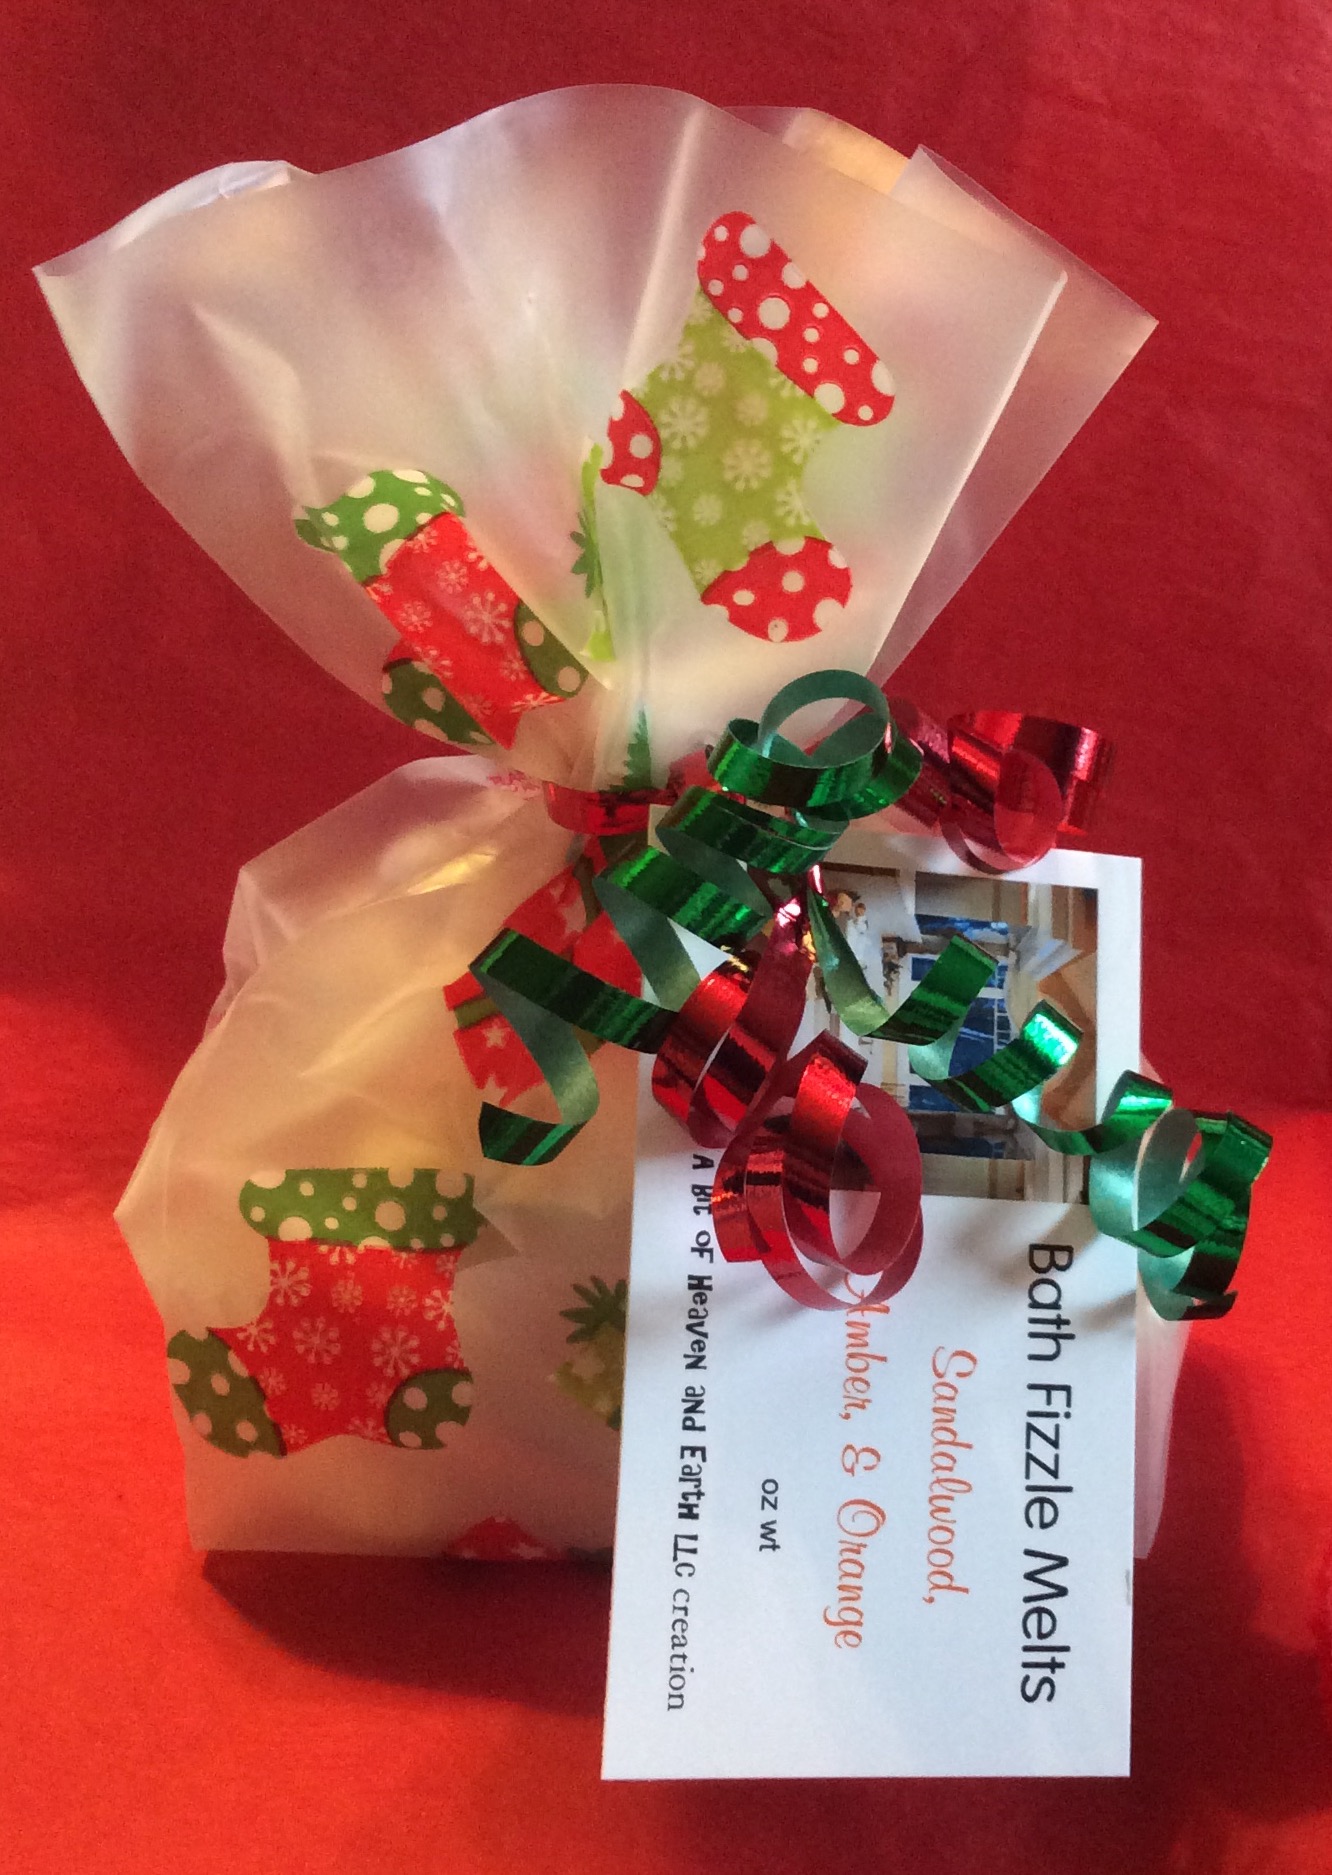 Bath Fizzle Melts
Sandalwood,
Amber, & Orange
oz wt
A Bit of Heaven and Earth LLC creation